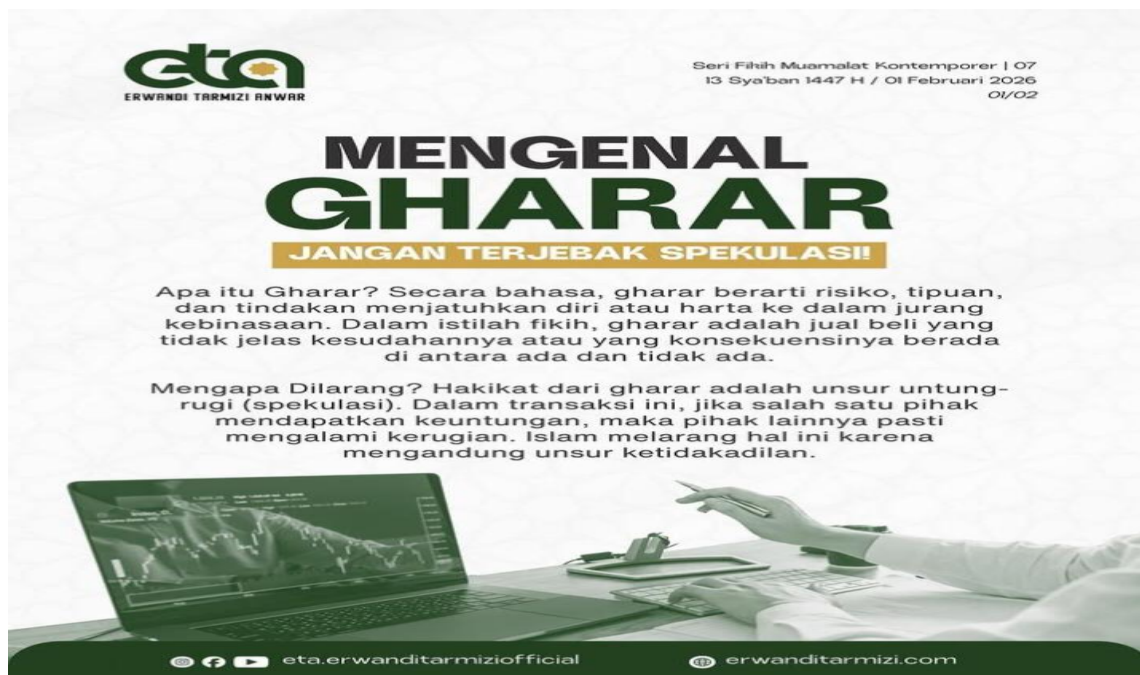 eta
ERWANDI TARMIZI ANWAR
Seri Fikih Muamalat Kontemporer | 07
13 Sya'ban 1447 H / 01 Februari 2026
01/02
MENGENAL
GHARAR
JANGAN TERJEBAK SPEKULASI!
Apa itu Gharar? Secara bahasa, gharar berarti risiko, tipuan,
dan tindakan menjatuhkan diri atau harta ke dalam jurang
kebinasaan. Dalam istilah fikih, gharar adalah jual beli yang
tidak jelas kesudahannya atau yang konsekuensinya berada
di antara ada dan tidak ada.
Mengapa Dilarang? Hakikat dari gharar adalah unsur untung-
rugi (spekulasi). Dalam transaksi ini, jika salah satu pihak
mendapatkan keuntungan, maka pihak lainnya pasti
mengalami kerugian. Islam melarang hal ini karena
mengandung unsur ketidakadilan.
eta.erwanditarmiziofficial
erwanditarmizi.com